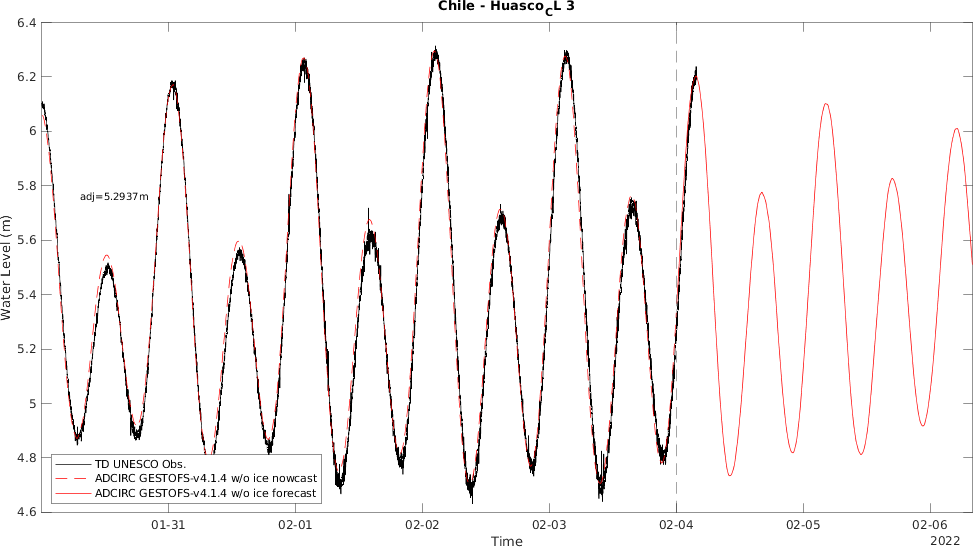 Chile - Huasco_CL 3
6.4
6.2
6
5.8
5.6
5.4
5.2
5
4.8
4.6
Water Level (m)
adj=5.2937m
TD UNESCO Obs.
ADCIRC GESTOFS-v4.1.4 w/o ice nowcast
ADCIRC GESTOFS-v4.1.4 w/o ice forecast
01-31 02-01 02-02 02-03 02-04 02-05 02-06
Time
2022